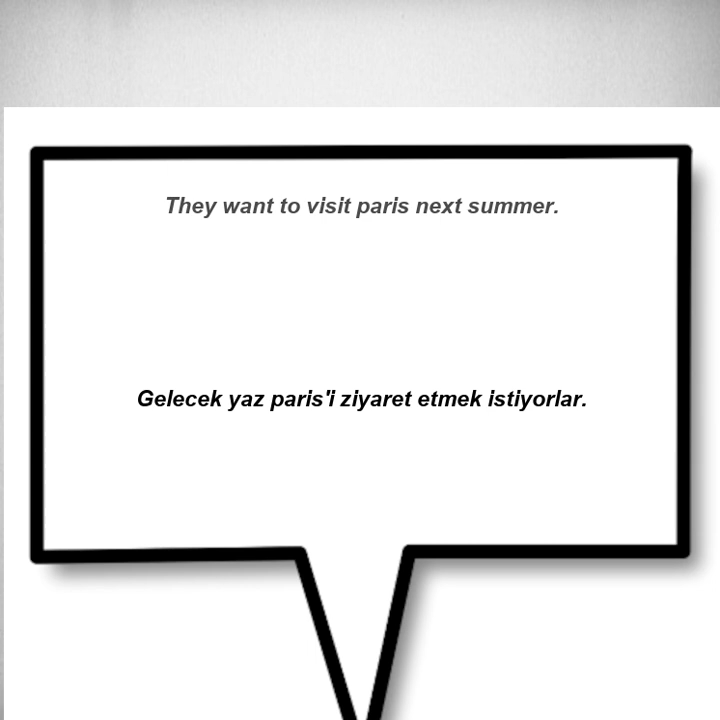 They want to visit paris next summer.
Gelecek yaz paris'i ziyaret etmek istiyorlar.